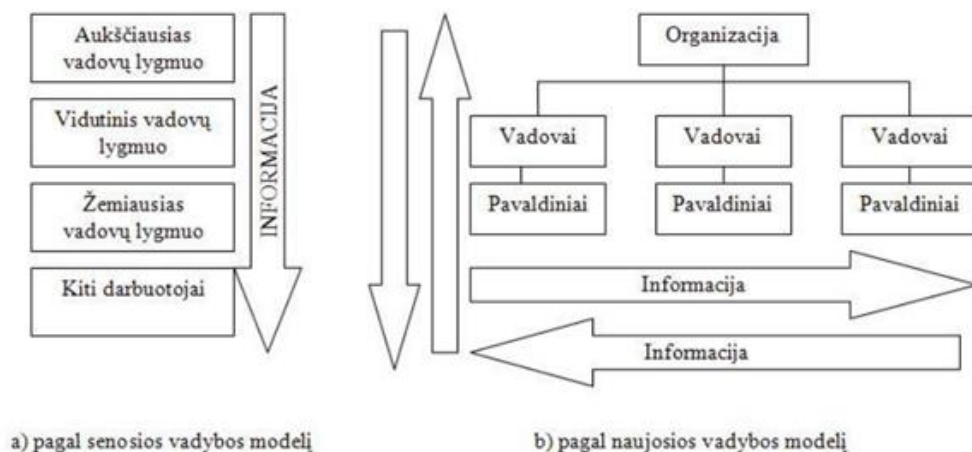 Aukščiausias
vadovų lygmuo
Vidutinis vadovų
lygmuo
Žemiausias
vadovų lygmuo
Kiti darbuotojai
INFORMACIJA
Organizacija
Vadovai
Vadovai
Vadovai
Pavaldiniai
Pavaldiniai
Pavaldiniai
Informacija
Informacija
a) pagal senosios vadybos modelį
b) pagal naujosios vadybos modelį